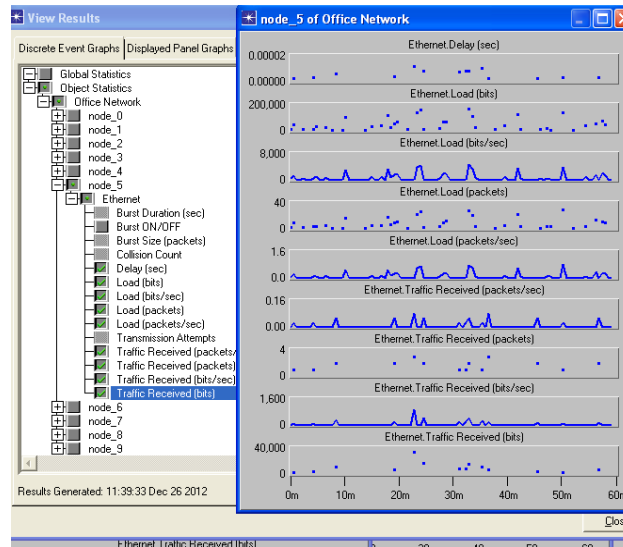 View Results
Discrete Event Graphs
Displayed Panel Graphs
Global Statistics
Object Statistics
Office Network
node_0
node_1
node_2
node_3
node_4
node_5
Ethernet
Burst Duration (sec)
Burst ON/OFF
Burst Size (packets)
Collision Count
Delay (sec)
Load (bits)
Load (bits/sec)
Load (packets)
Load (packets/sec)
Transmission Attempts
Traffic Received (packets/
Traffic Received (packets)
Traffic Received (bits/sec)
Traffic Received (bits)
node_6
node_7
node_8
node_9
Results Generated: 11:39:33 Dec 26 2012
node_5 of Office Network
Ethernet.Delay (sec)
0.00002
0.00000
Ethernet.Load (bits)
200,000
0
Ethernet.Load (bits/sec)
8,000
0
Ethernet.Load (packets)
40
0
Ethernet.Load (packets/sec)
1.6
0.0
Ethernet.Traffic Received (packets/sec)
0.16
0.00
Ethernet.Traffic Received (packets)
4
0
Ethernet.Traffic Received (bits/sec)
1,600
0
Ethernet.Traffic Received (bits)
40,000
0
0m 10m 20m 30m 40m 50m 60m
Clos